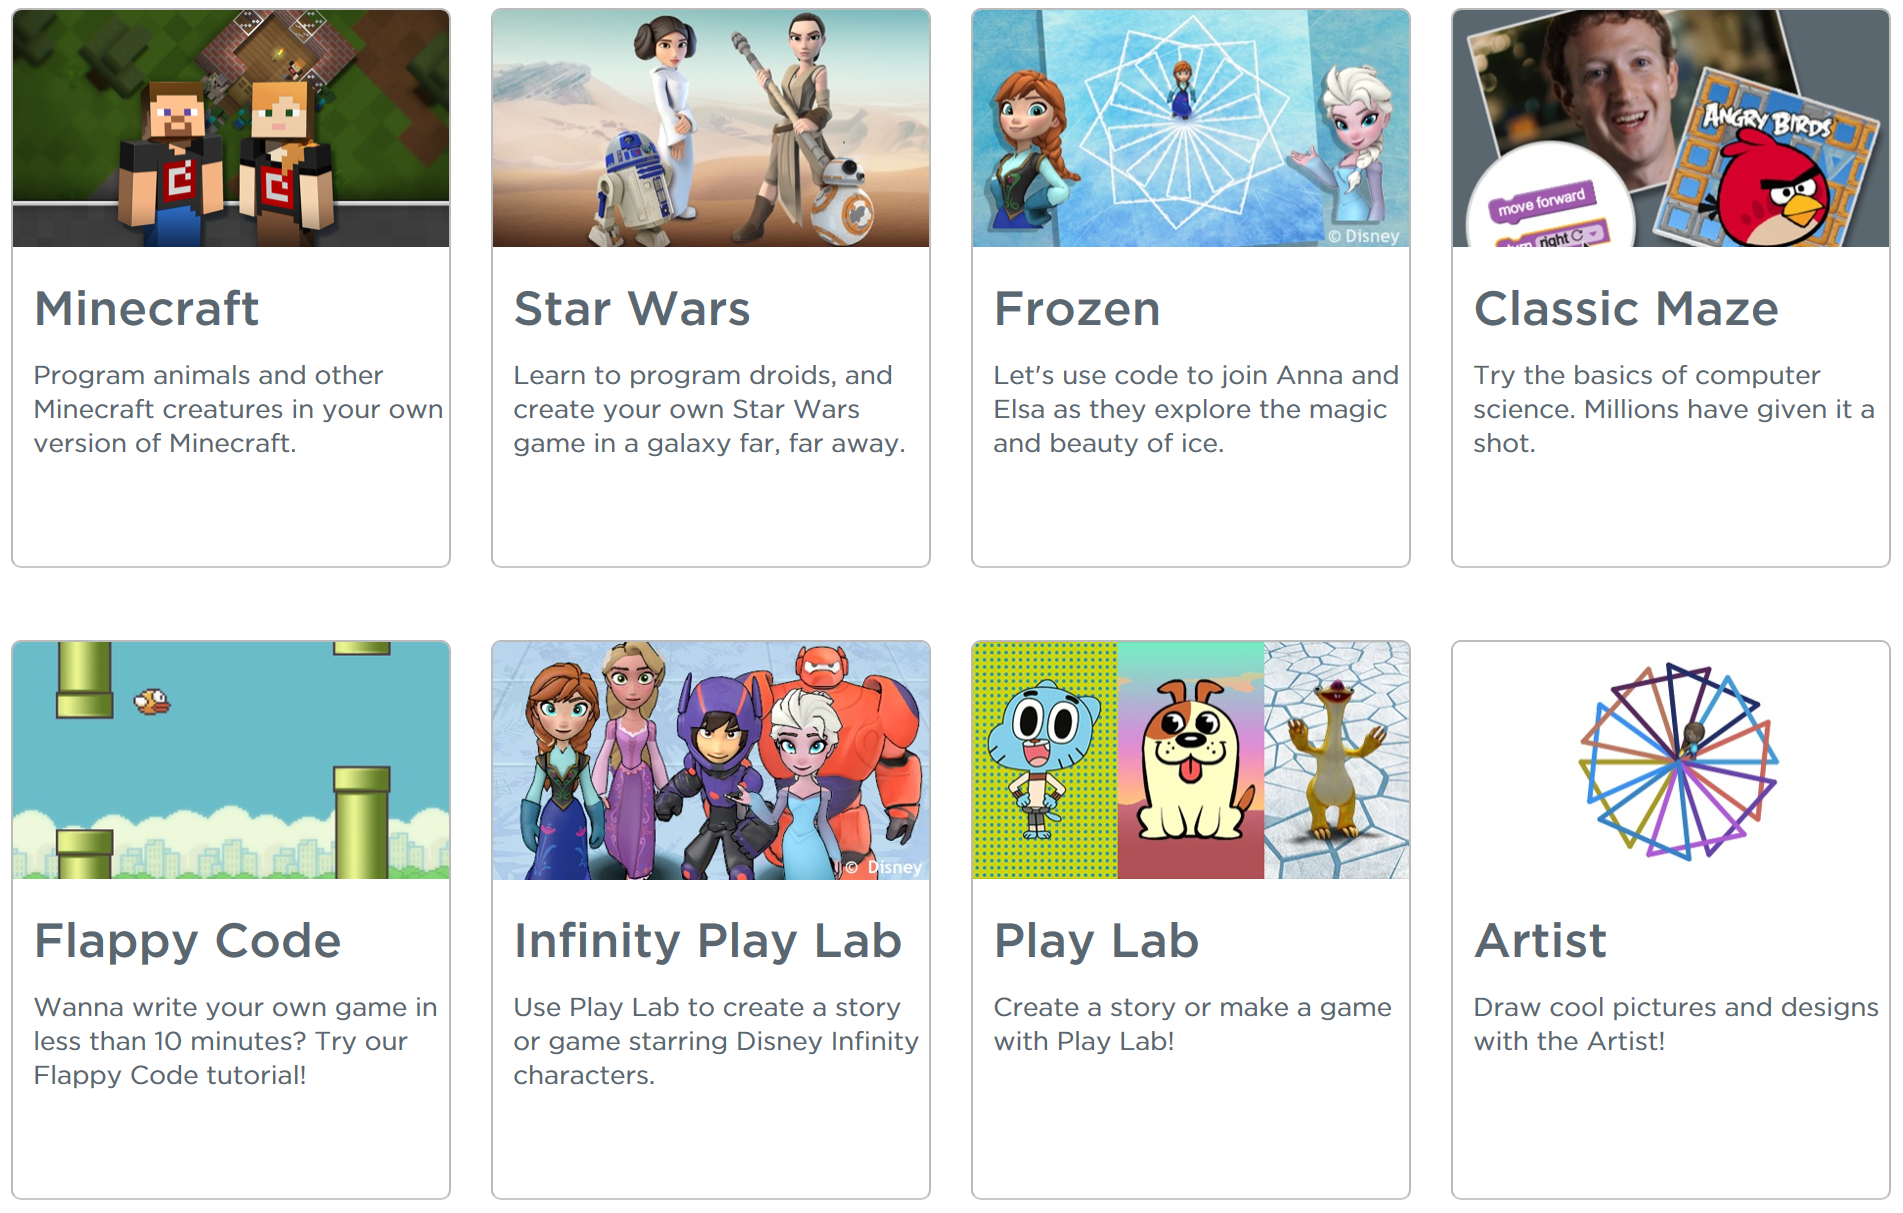 © Disney
ANGRY BIRDS
move forward
turn right
Minecraft
Program animals and other
Minecraft creatures in your own
version of Minecraft.
Star Wars
Learn to program droids, and
create your own Star Wars
game in a galaxy far, far away.
Frozen
Let's use code to join Anna and
Elsa as they explore the magic
and beauty of ice.
Classic Maze
Try the basics of computer
science. Millions have given it a
shot.
© Disney
Flappy Code
Wanna write your own game in
less than 10 minutes? Try our
Flappy Code tutorial!
Infinity Play Lab
Use Play Lab to create a story
or game starring Disney Infinity
characters.
Play Lab
Create a story or make a game
with Play Lab!
Artist
Draw cool pictures and designs
with the Artist!